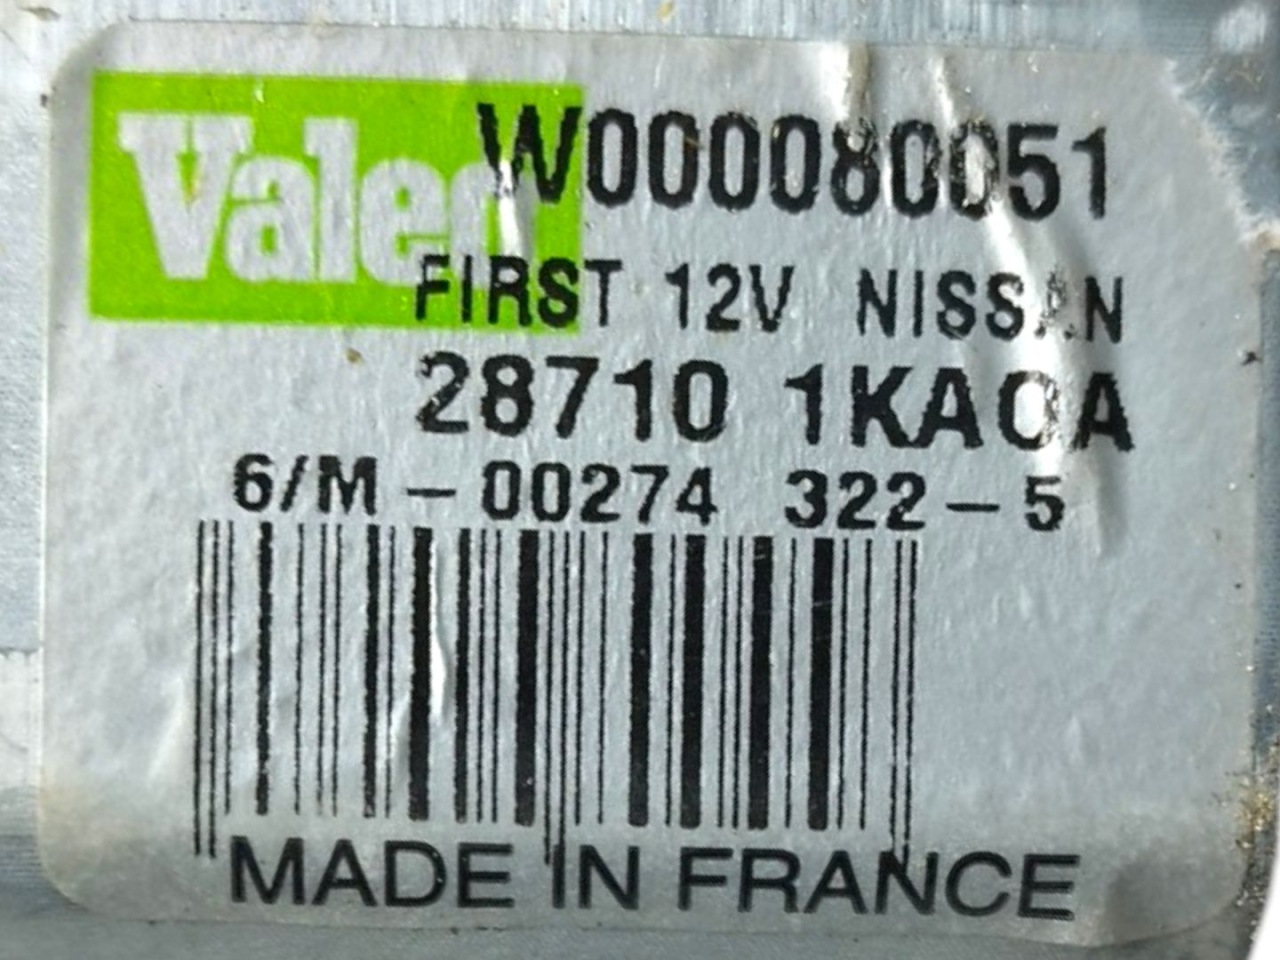 Valeo
W000080051
FIRST 12V NISSAN
28710 1KA0A
6/M - 00274 322 - 5
MADE IN FRANCE